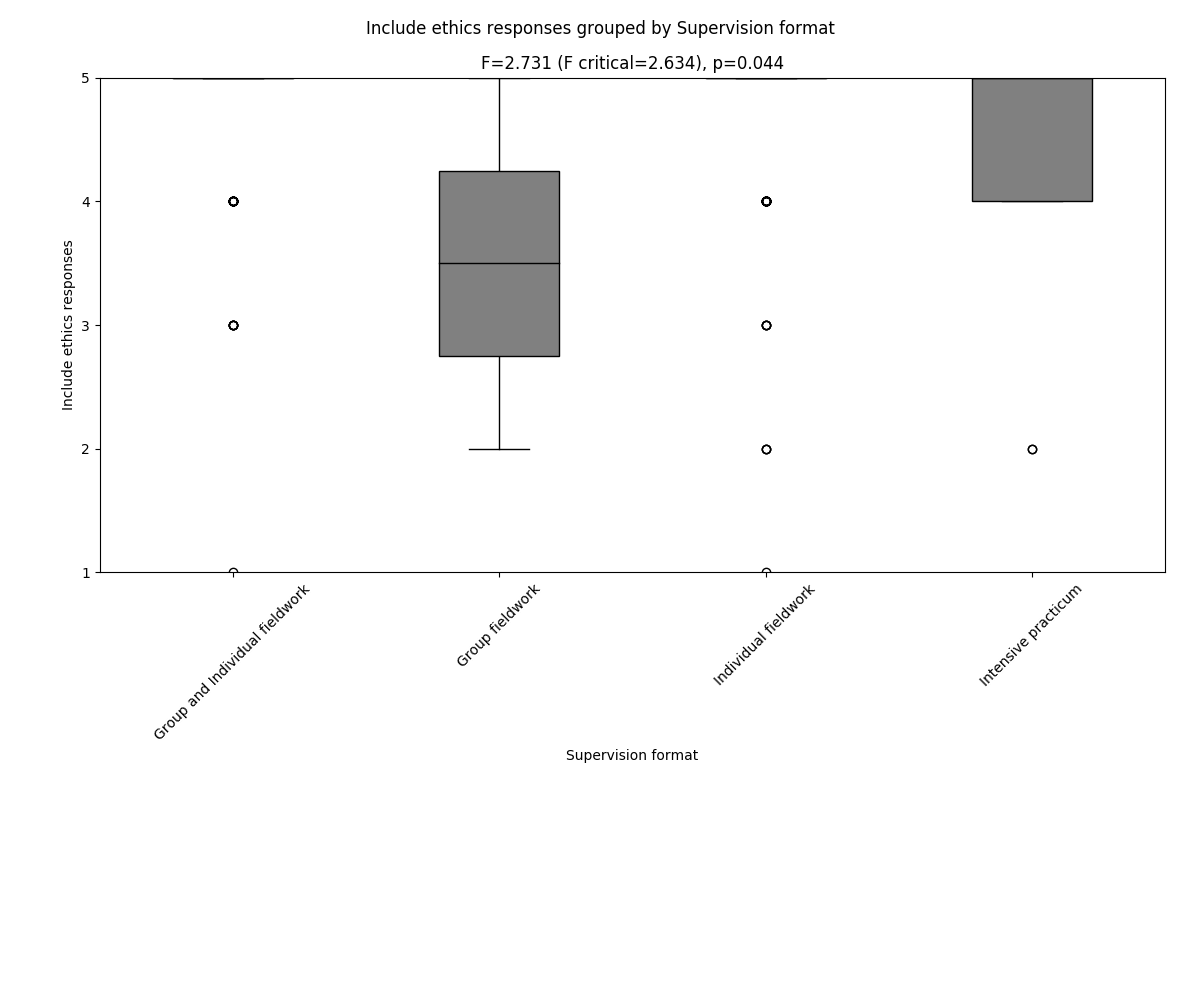 Include ethics responses grouped by Supervision format
F=2.731 (F critical=2.634), p=0.044
5
4
3
2
1
Include ethics responses
Group and Individual fieldwork
Group fieldwork
Individual fieldwork
Intensive practicum
Supervision format